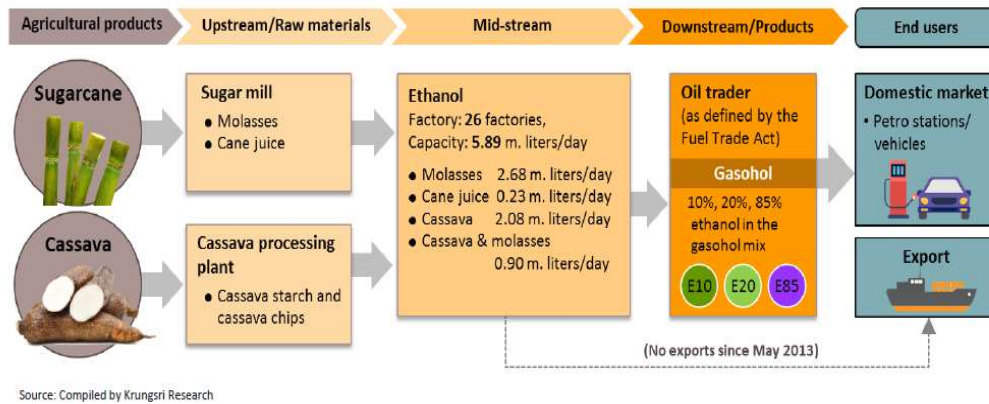 Agricultural products
Upstream/Raw materials
Mid-stream
Downstream/Products
End users
Sugarcane
Sugar mill
• Molasses
• Cane juice
Cassava
Cassava processing
plant
• Cassava starch and
cassava chips
Ethanol
Factory: 26 factories,
Capacity: 5.89 m. liters/day
• Molasses 2.68 m. liters/day
• Cane juice 0.23 m. liters/day
• Cassava 2.08 m. liters/day
• Cassava & molasses
0.90 m. liters/day
Oil trader
(as defined by the
Fuel Trade Act)
Gasohol
10%, 20%, 85%
ethanol in the
gasohol mix
E10 E20 E85
Domestic market
• Petro stations/
vehicles
Export
(No exports since May 2013)
Source: Compiled by Krungsri Research